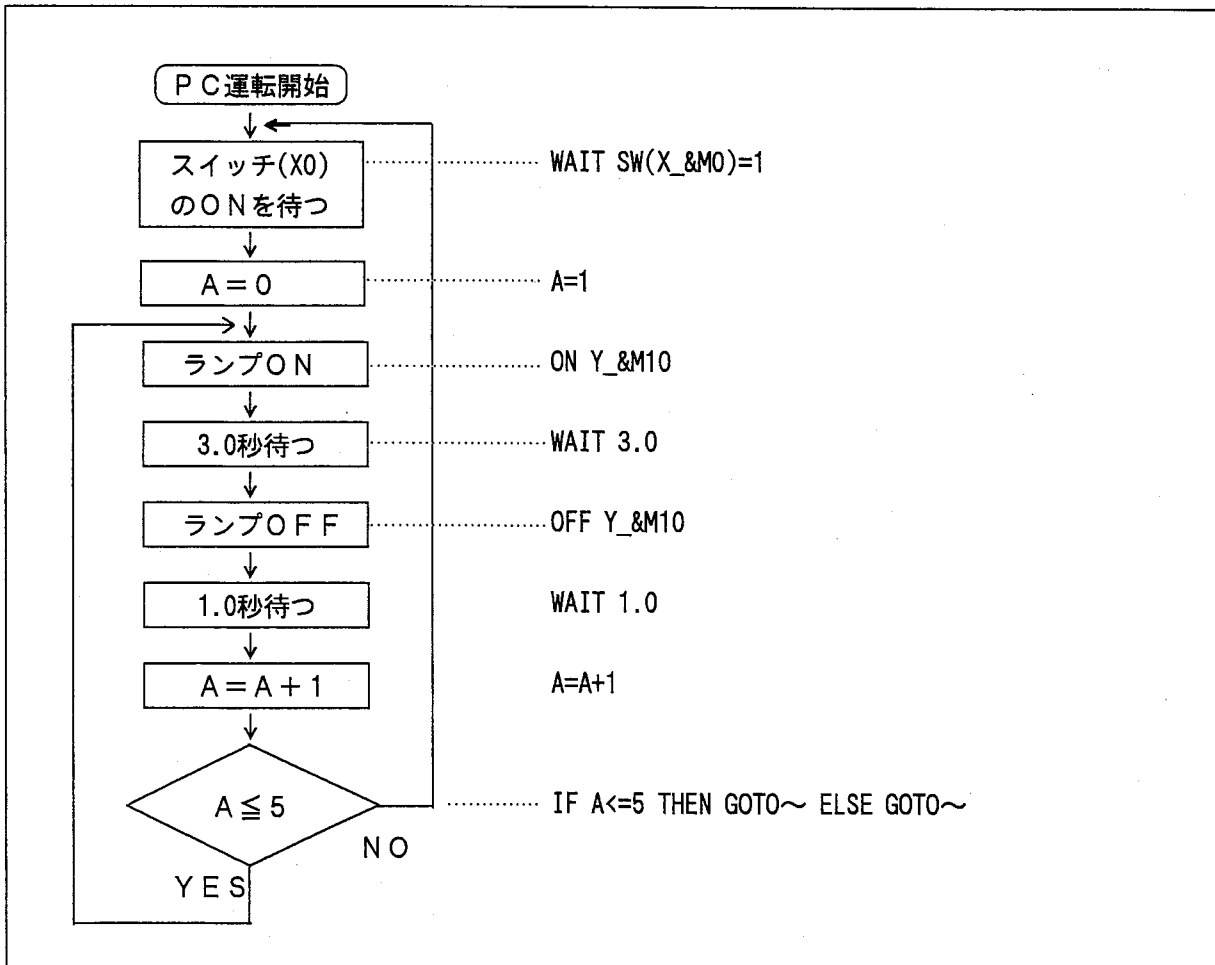 ＰＣ運転開始
スイッチ(X0)
のＯＮを待つ
WAIT SW(X_&M0)=1
Ａ＝０
A=1
ランプＯＮ
ON Y_&M10
3.0秒待つ
WAIT 3.0
ランプＯＦＦ
OFF Y_&M10
1.0秒待つ
WAIT 1.0
Ａ＝Ａ＋１
A=A+1
Ａ≦５
IF A<=5 THEN GOTO～ ELSE GOTO～
ＮＯ
ＹＥＳ